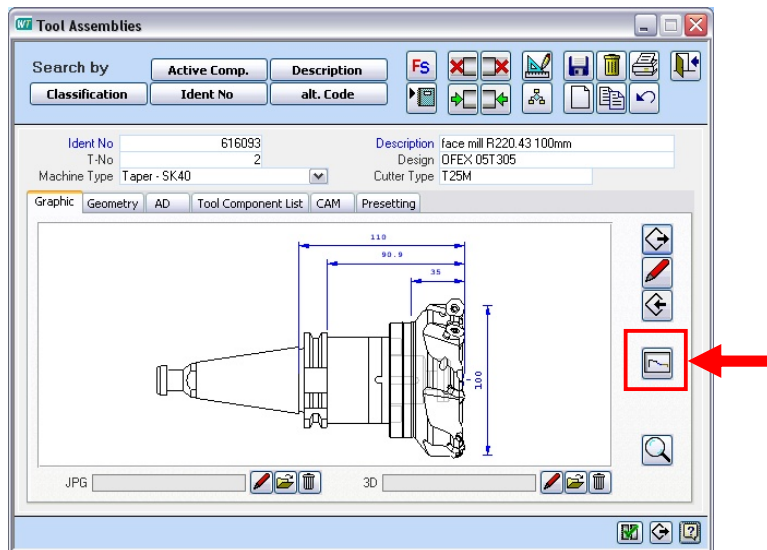 WT Tool Assemblies
Search by
Active Comp. Description
Classification Ident No alt. Code
FS
Ident No 616093 Description face mill R220.43 100mm
T-No 2 Design OFEX 05T305
Machine Type Taper - SK40 Cutter Type T25M
Graphic Geometry AD Tool Component List CAM Presetting
110
90.9
35
100
JPG 3D